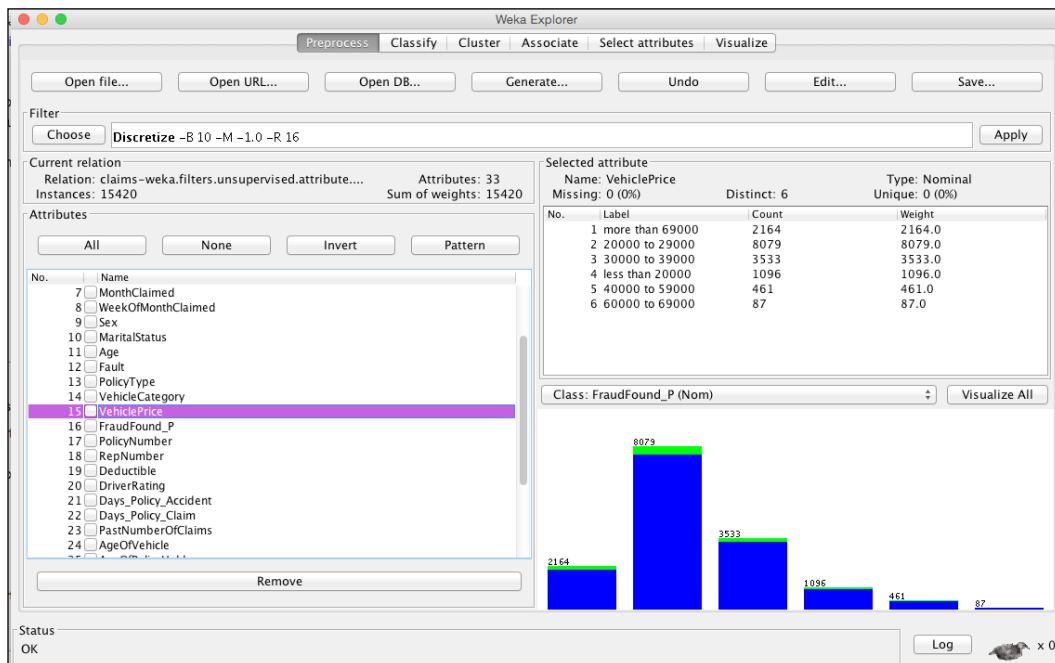 Weka Explorer
Preprocess Classify Cluster Associate Select attributes Visualize
Open file... Open URL... Open DB... Generate... Undo Edit... Save...
Filter
Choose Discretize -B 10 -M -1.0 -R 16 Apply
Current relation
Relation: claims-weka.filters.unsupervised.attribute.... Attributes: 33
Instances: 15420 Sum of weights: 15420
Attributes
All None Invert Pattern
No. Name
7 MonthClaimed
8 WeekOfMonthClaimed
9 Sex
10 MaritalStatus
11 Age
12 Fault
13 PolicyType
14 VehicleCategory
15 VehiclePrice
16 FraudFound_P
17 PolicyNumber
18 RepNumber
19 Deductible
20 DriverRating
21 Days_Policy_Accident
22 Days_Policy_Claim
23 PastNumberOfClaims
24 AgeOfVehicle
Remove
Selected attribute
Name: VehiclePrice Type: Nominal
Missing: 0 (0%) Distinct: 6 Unique: 0 (0%)
No. Label Count Weight
1 more than 69000 2164 2164.0
2 20000 to 29000 8079 8079.0
3 30000 to 39000 3533 3533.0
4 less than 20000 1096 1096.0
5 40000 to 59000 461 461.0
6 60000 to 69000 87 87.0
Class: FraudFound_P (Nom) Visualize All
2164 8079 3533 1096 461 87
Status
OK
Log x 0